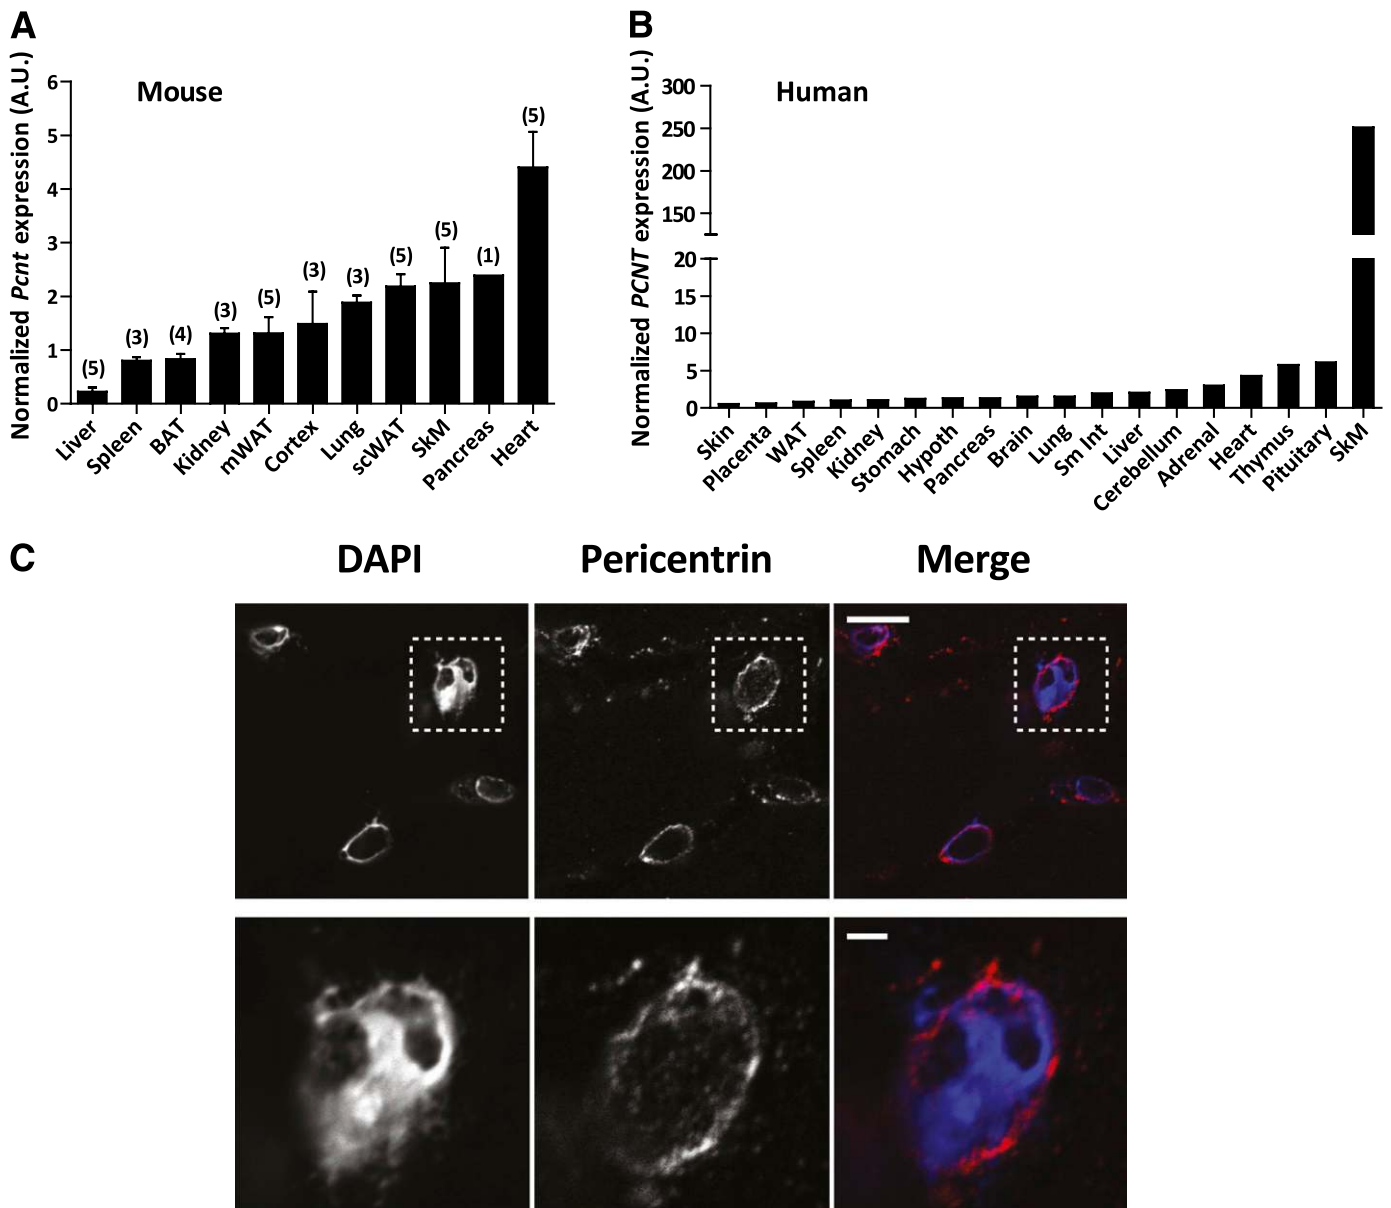 A
Normalized Pcnt expression (A.U.)
Mouse
6
5
4
3
2
1
0
(5)
(3)
(4)
(3)
(5)
(3)
(3)
(5)
(5)
(1)
(5)
Liver
Spleen
BAT
Kidney
mWAT
Cortex
Lung
scWAT
SkM
Pancreas
Heart
B
Normalized PCNT expression (A.U.)
Human
300
250
200
150
20
15
10
5
0
Skin
Placenta
WAT
Spleen
Kidney
Stomach
Hypoth
Pancreas
Brain
Lung
Sm Int
Liver
Cerebellum
Adrenal
Heart
Thymus
Pituitary
SkM
C
DAPI
Pericentrin
Merge